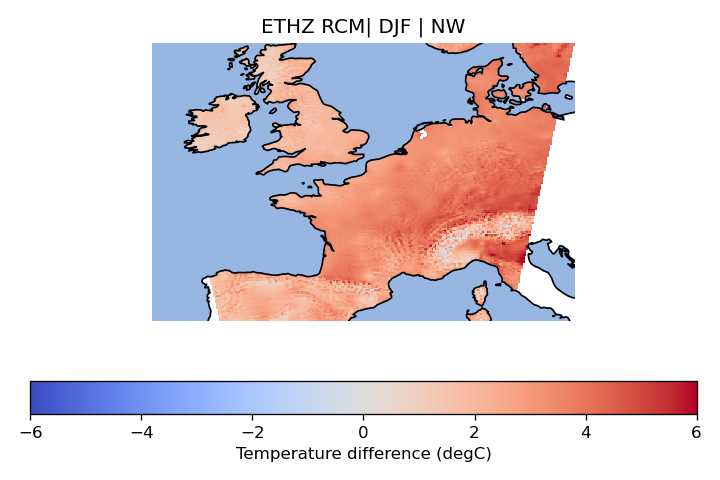 ETHZ RCM| DJF | NW
−6 −4 −2 0 2 4 6
Temperature difference (degC)